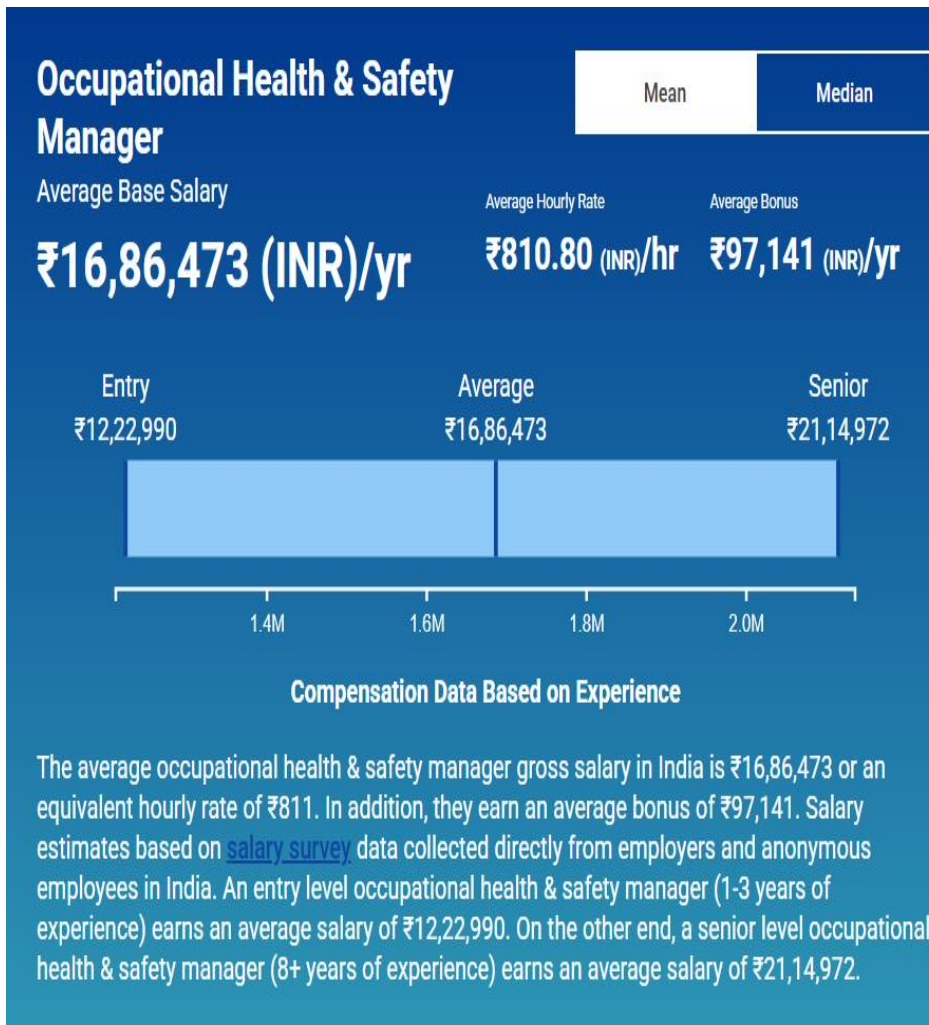 Occupational Health & Safety
Manager
Mean
Median
Average Base Salary
₹16,86,473 (INR)/yr
Average Hourly Rate
₹810.80 (INR)/hr
Average Bonus
₹97,141 (INR)/yr
Entry
₹12,22,990
Average
₹16,86,473
Senior
₹21,14,972
1.4M
1.6M
1.8M
2.0M
Compensation Data Based on Experience
The average occupational health & safety manager gross salary in India is ₹16,86,473 or an
equivalent hourly rate of ₹811. In addition, they earn an average bonus of ₹97,141. Salary
estimates based on salary survey data collected directly from employers and anonymous
employees in India. An entry level occupational health & safety manager (1-3 years of
experience) earns an average salary of ₹12,22,990. On the other end, a senior level occupational
health & safety manager (8+ years of experience) earns an average salary of ₹21,14,972.